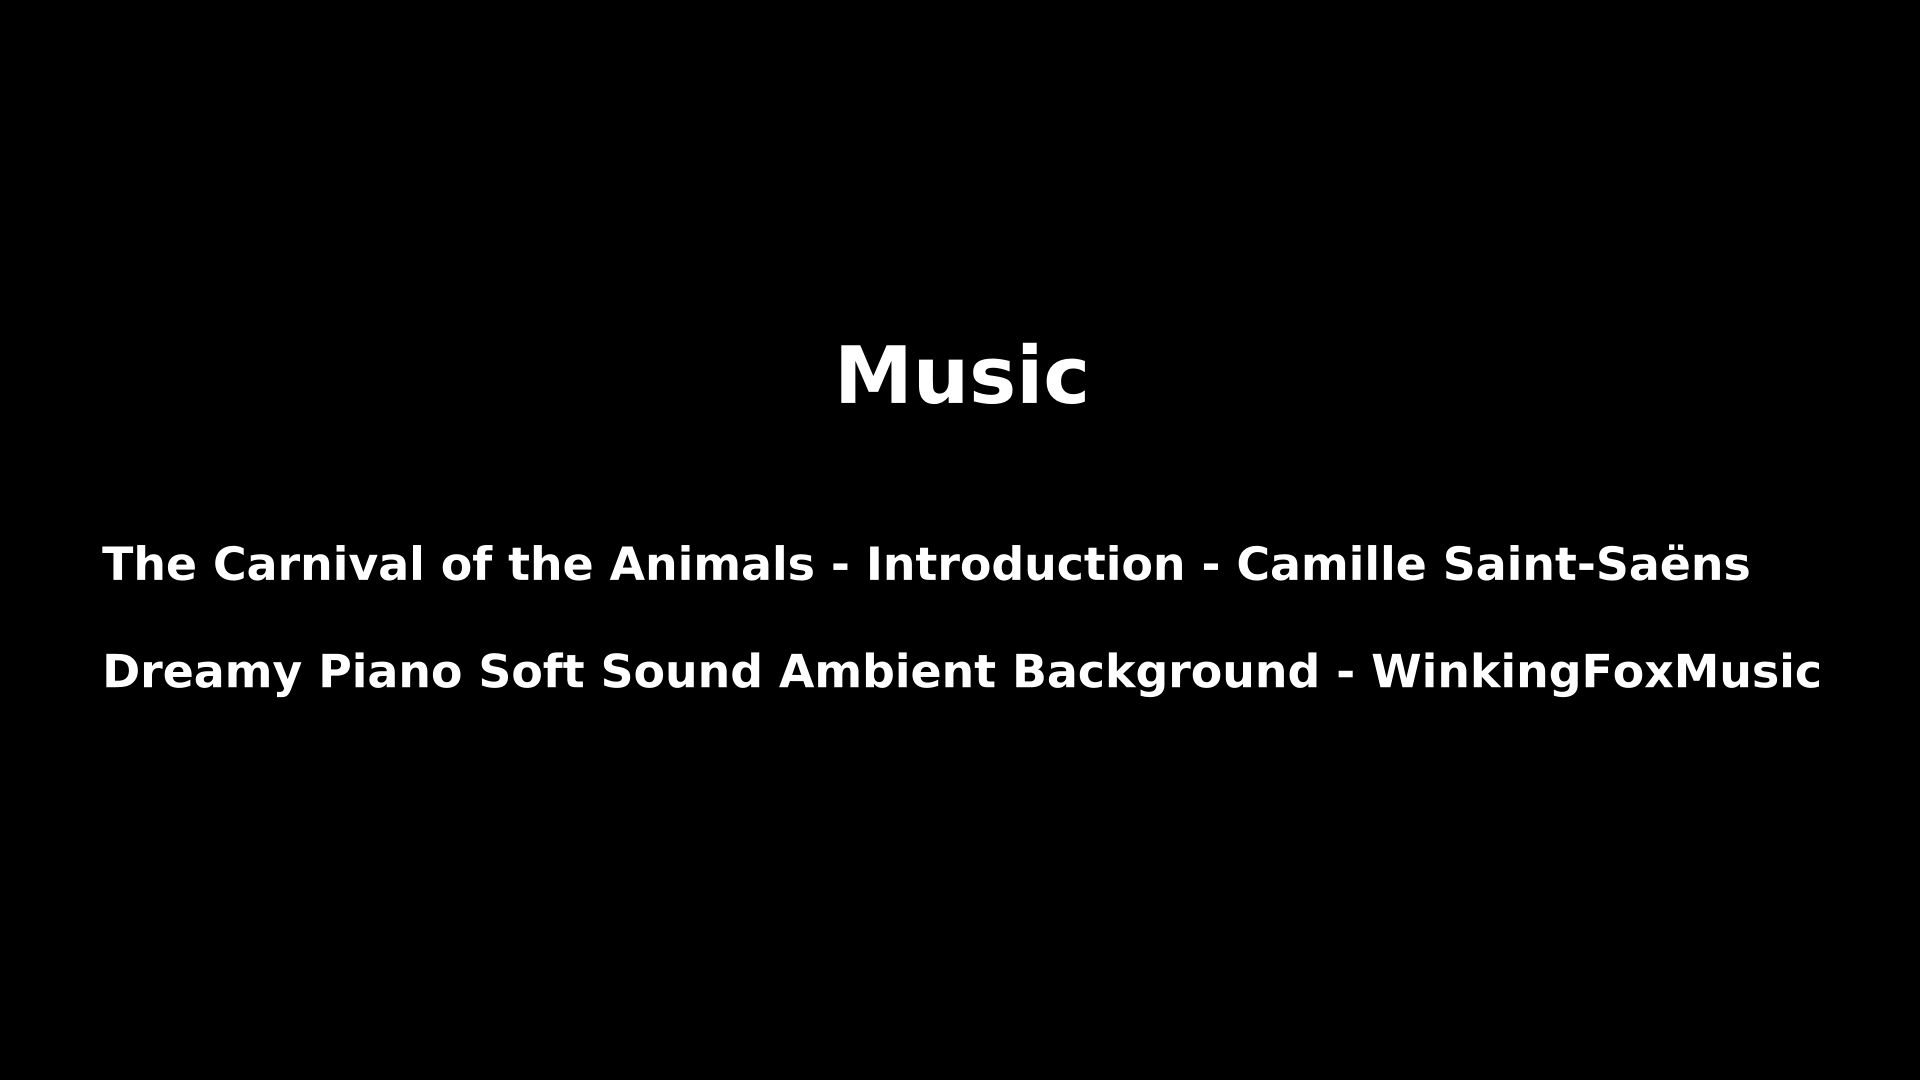 Music
The Carnival of the Animals - Introduction - Camille Saint-Saëns
Dreamy Piano Soft Sound Ambient Background - WinkingFoxMusic